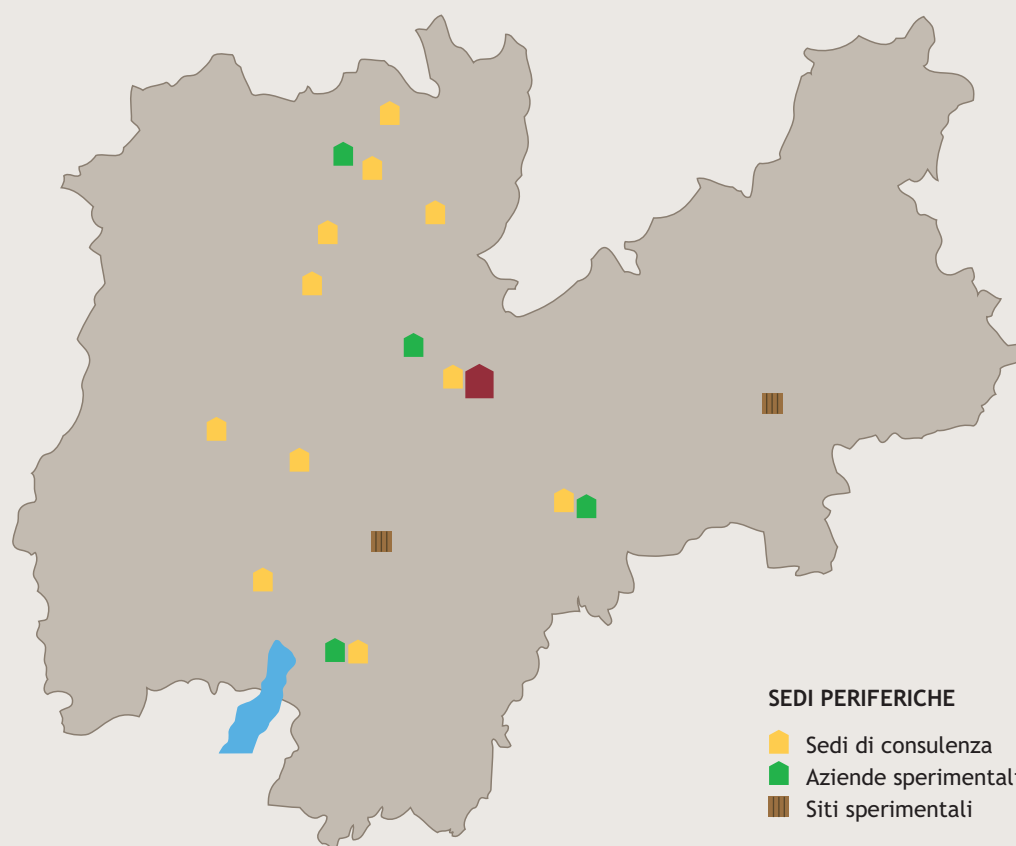 SEDI PERIFERICHE
Sedi di consulenza
Aziende sperimentali
Siti sperimentali